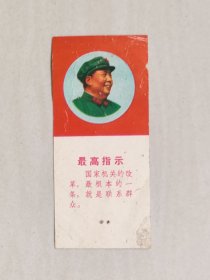 最高指示
国家机关的改
革，最根本的一
条，就是联系群
众。